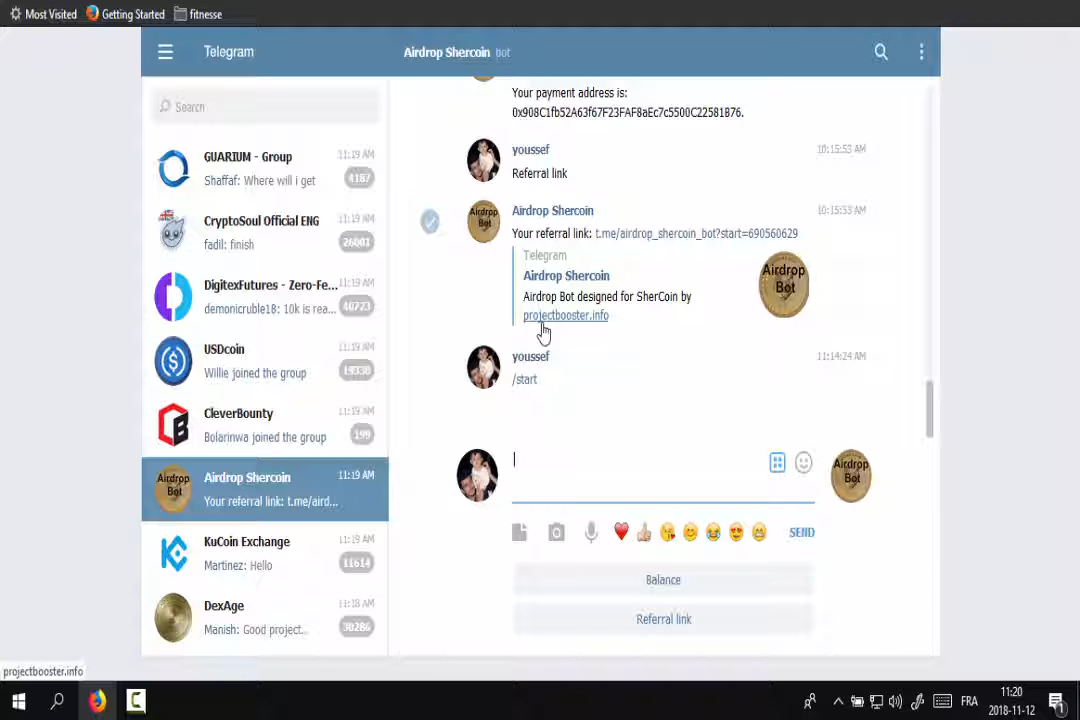 Most Visited
Getting Started
fitnesse
Telegram
Airdrop Shercoin bot
Search
GUARIUM - Group
11:19 AM
Shaffaf: Where will i get
4187
CryptoSoul Official ENG
11:19 AM
fadil: finish
26001
DigitexFutures - Zero-Fe...
11:19 AM
demonicruble18: 10k is rea...
40723
USDcoin
11:19 AM
Willie joined the group
19338
CleverBounty
11:19 AM
Bolarinwa joined the group
199
Airdrop Shercoin
11:19 AM
Your referral link: t.me/aird...
KuCoin Exchange
11:19 AM
Martinez: Hello
11614
DexAge
11:18 AM
Manish: Good project...
30286
Your payment address is:
0x908C1fb52A63f67F23FAF8aEc7c5500C22581B76.
youssef
10:15:53 AM
Referral link
Airdrop Shercoin
10:15:53 AM
Your referral link: t.me/airdrop_shercoin_bot?start=690560629
Telegram
Airdrop Shercoin
Airdrop Bot designed for SherCoin by
projectbooster.info
Airdrop
Bot
youssef
11:14:24 AM
/start
Airdrop
Bot
SEND
Balance
Referral link
projectbooster.info
FRA
11:20
2018-11-12
1